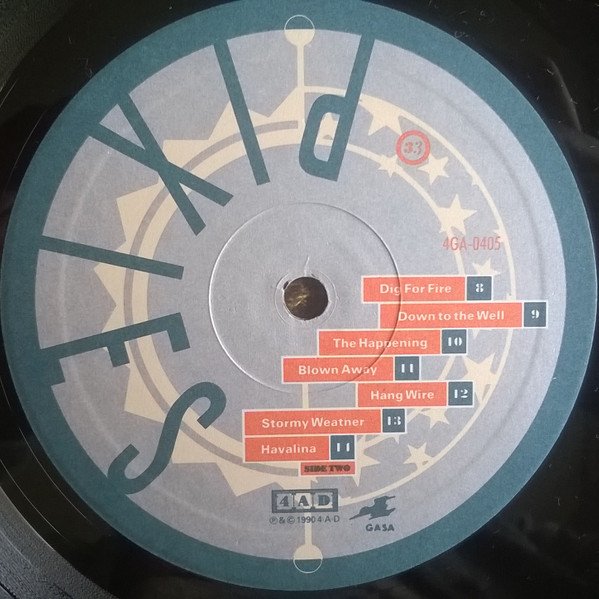 PIXIES
33
4GA-0405
Dig For Fire 8
Down to the Well 9
The Happening 10
Blown Away 11
Hang Wire 12
Stormy Weatner 13
Havalina 14
SIDE TWO
4AD
℗ & © 1990 4·A·D
GASA